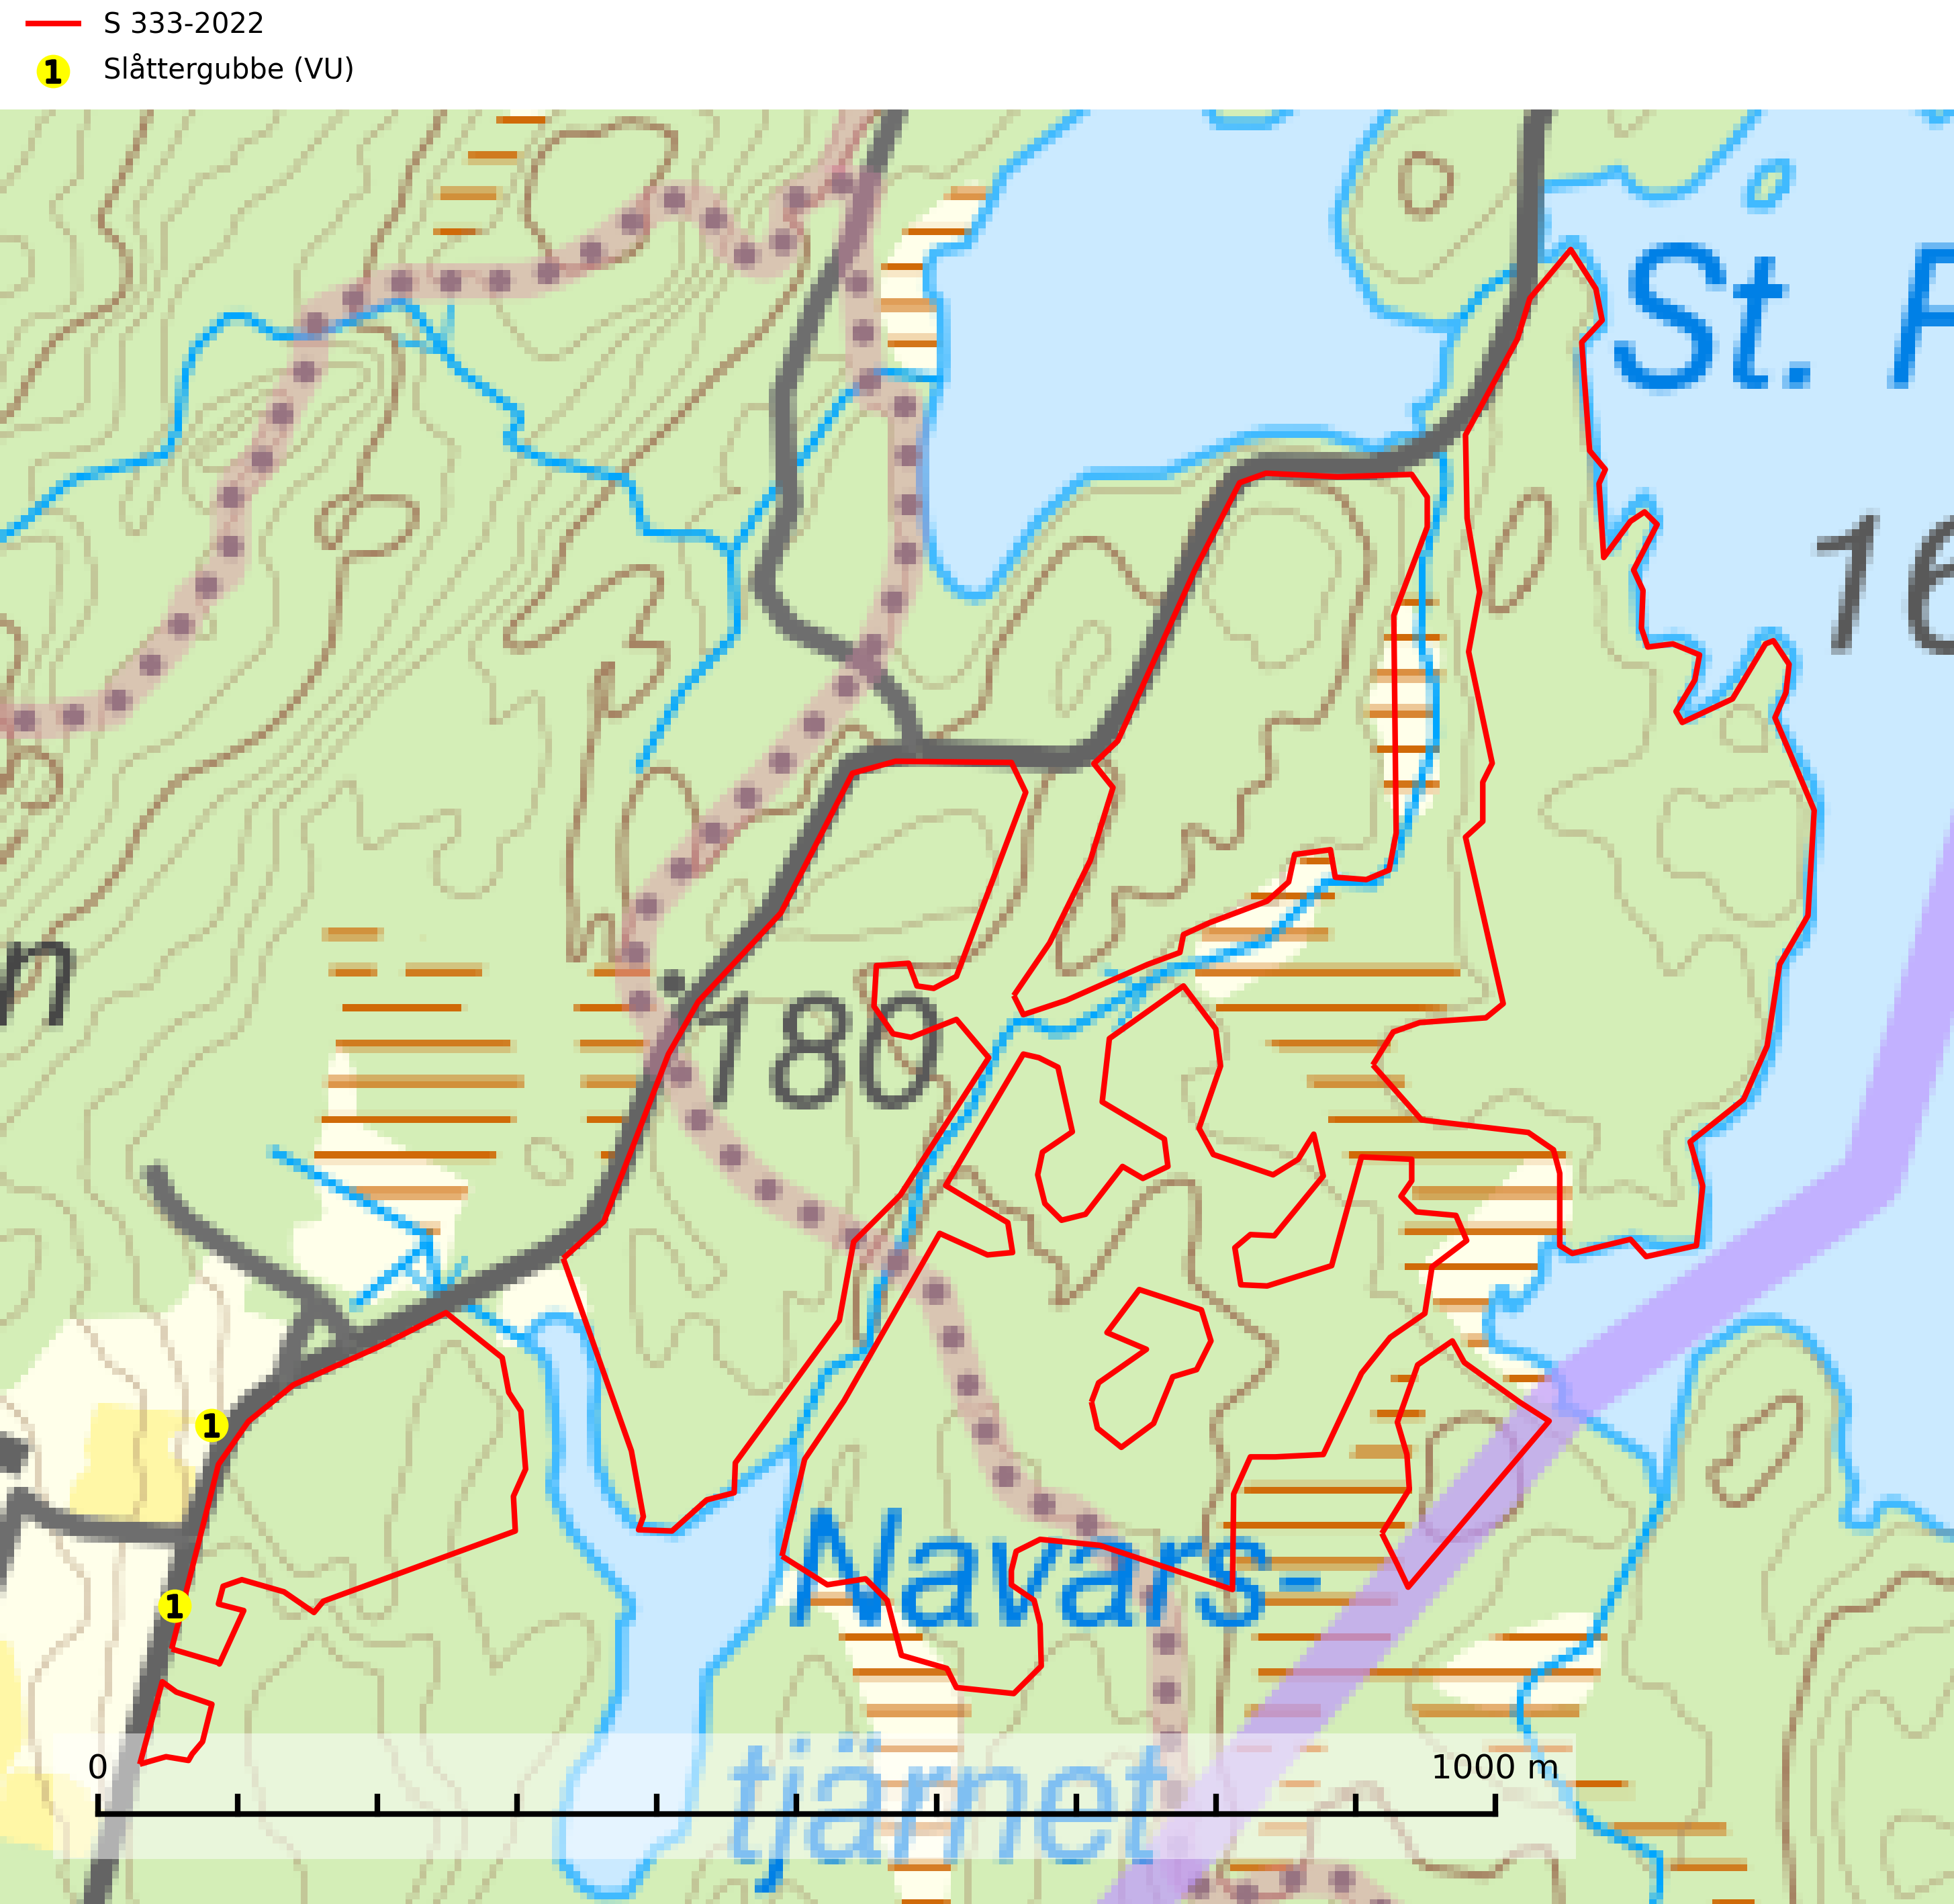 S 333-2022
1 Slåttergubbe (VU)
St.
16
n
180
1
1
Navars-
tjärnet
0 1000 m